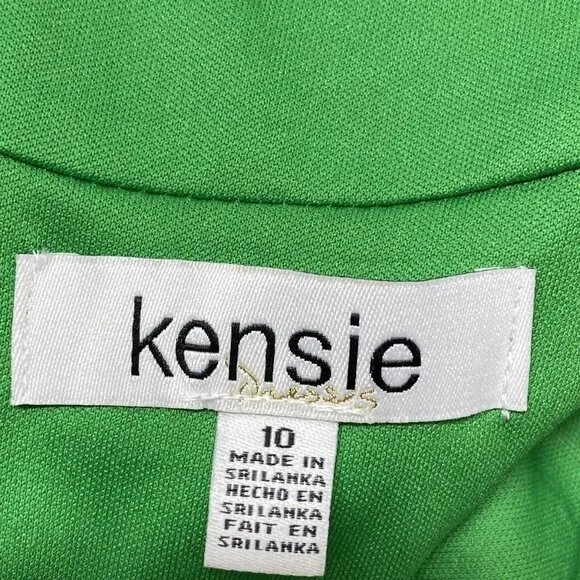 kensie
Dresses
10
MADE IN
SRILANKA
HECHO EN
SRILANKA
FAIT EN
SRILANKA